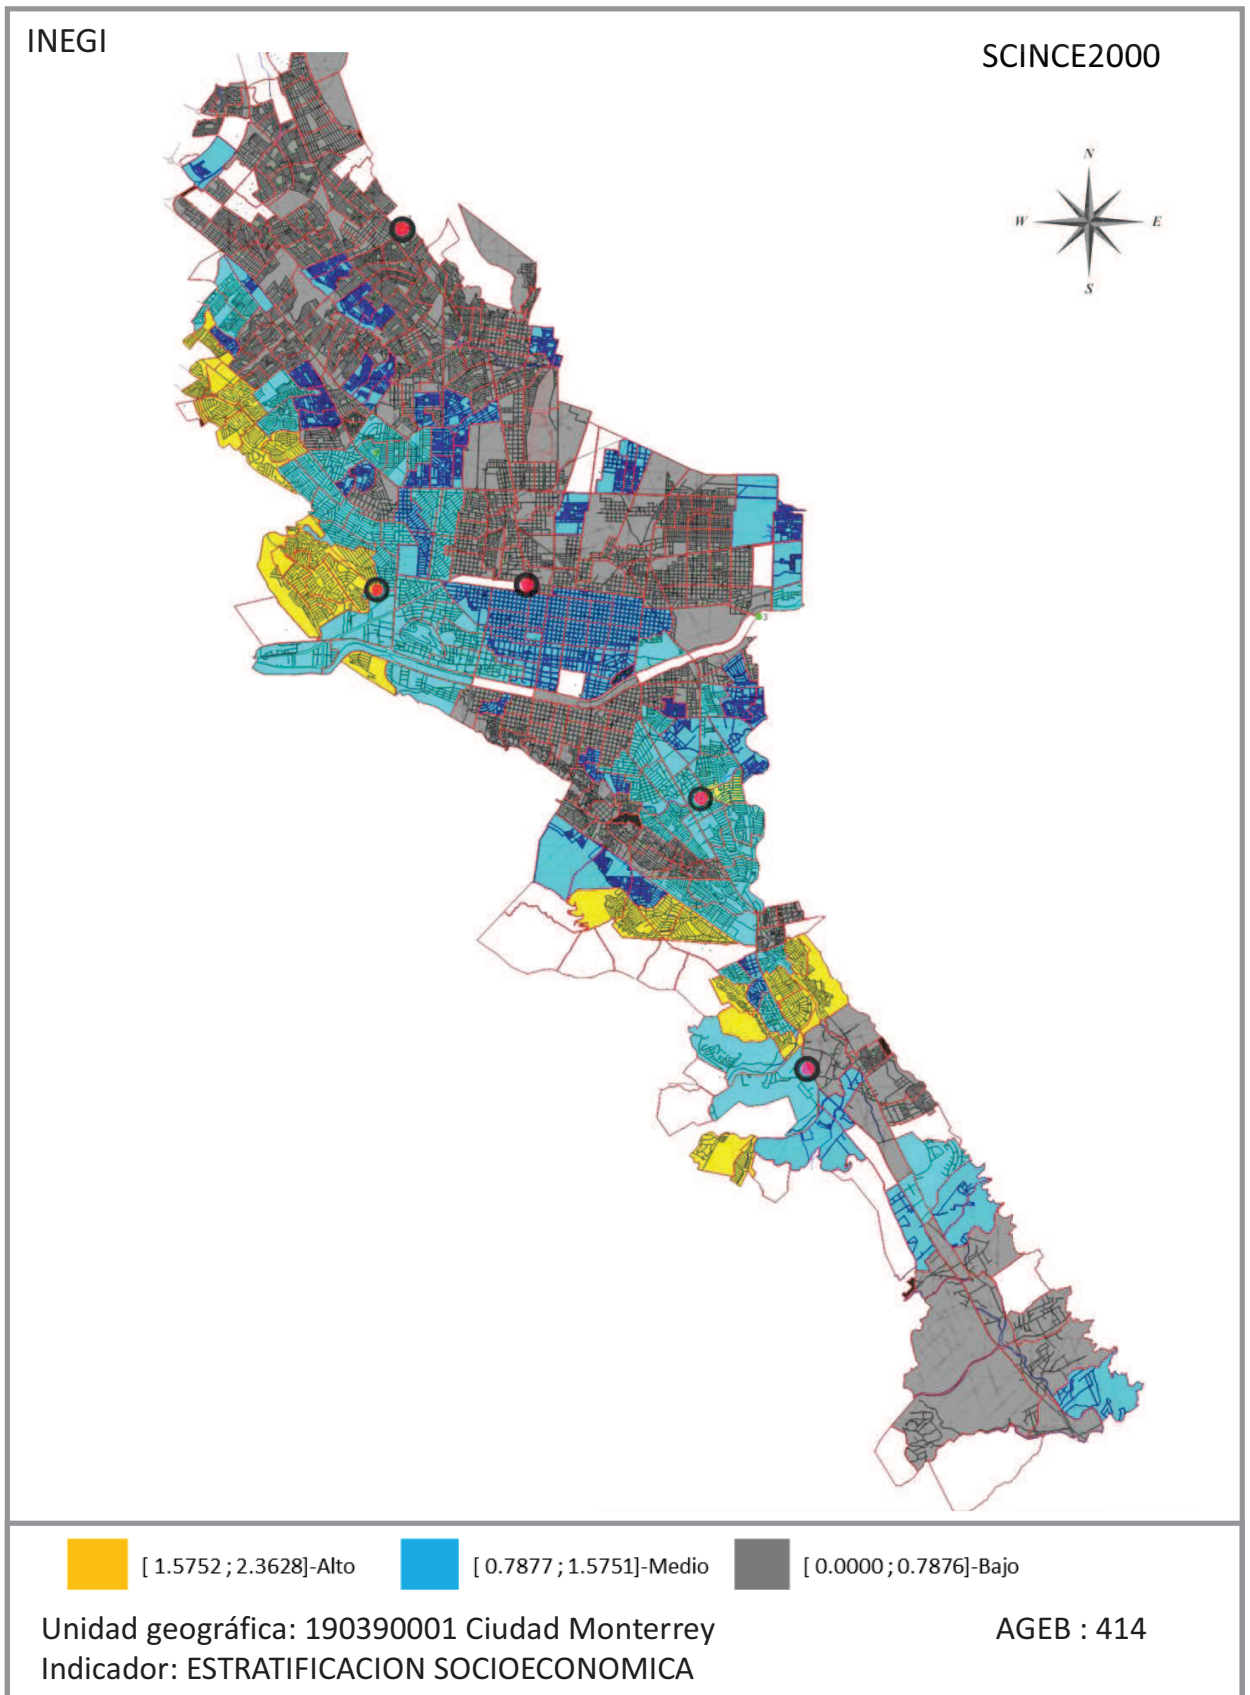 INEGI
SCINCE2000
N
W E
S
3
[ 1.5752 ; 2.3628]-Alto
[ 0.7877 ; 1.5751]-Medio
[ 0.0000 ; 0.7876]-Bajo
Unidad geográfica: 190390001 Ciudad Monterrey
AGEB : 414
Indicador: ESTRATIFICACION SOCIOECONOMICA